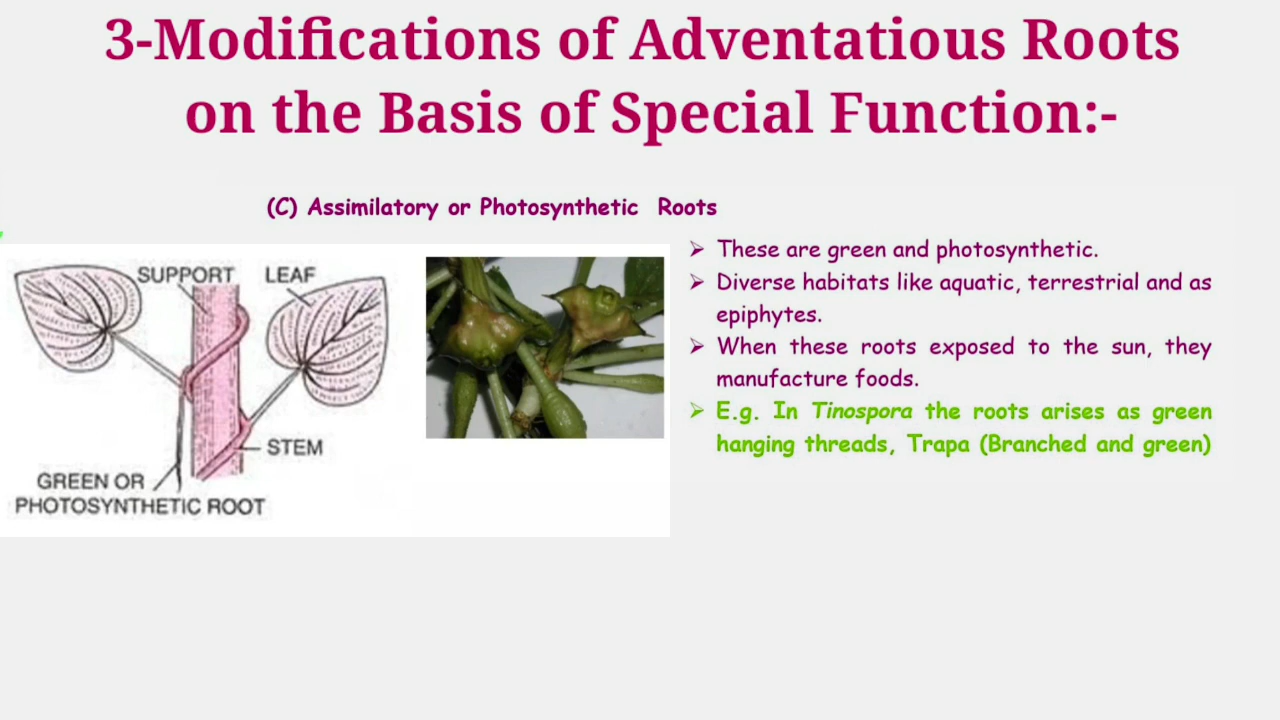 3-Modifications of Adventatious Roots
on the Basis of Special Function:-
(C) Assimilatory or Photosynthetic Roots
SUPPORT
LEAF
STEM
GREEN OR
PHOTOSYNTHETIC ROOT
➢ These are green and photosynthetic.
➢ Diverse habitats like aquatic, terrestrial and as
epiphytes.
➢ When these roots exposed to the sun, they
manufacture foods.
➢ E.g. In Tinospora the roots arises as green
hanging threads, Trapa (Branched and green)